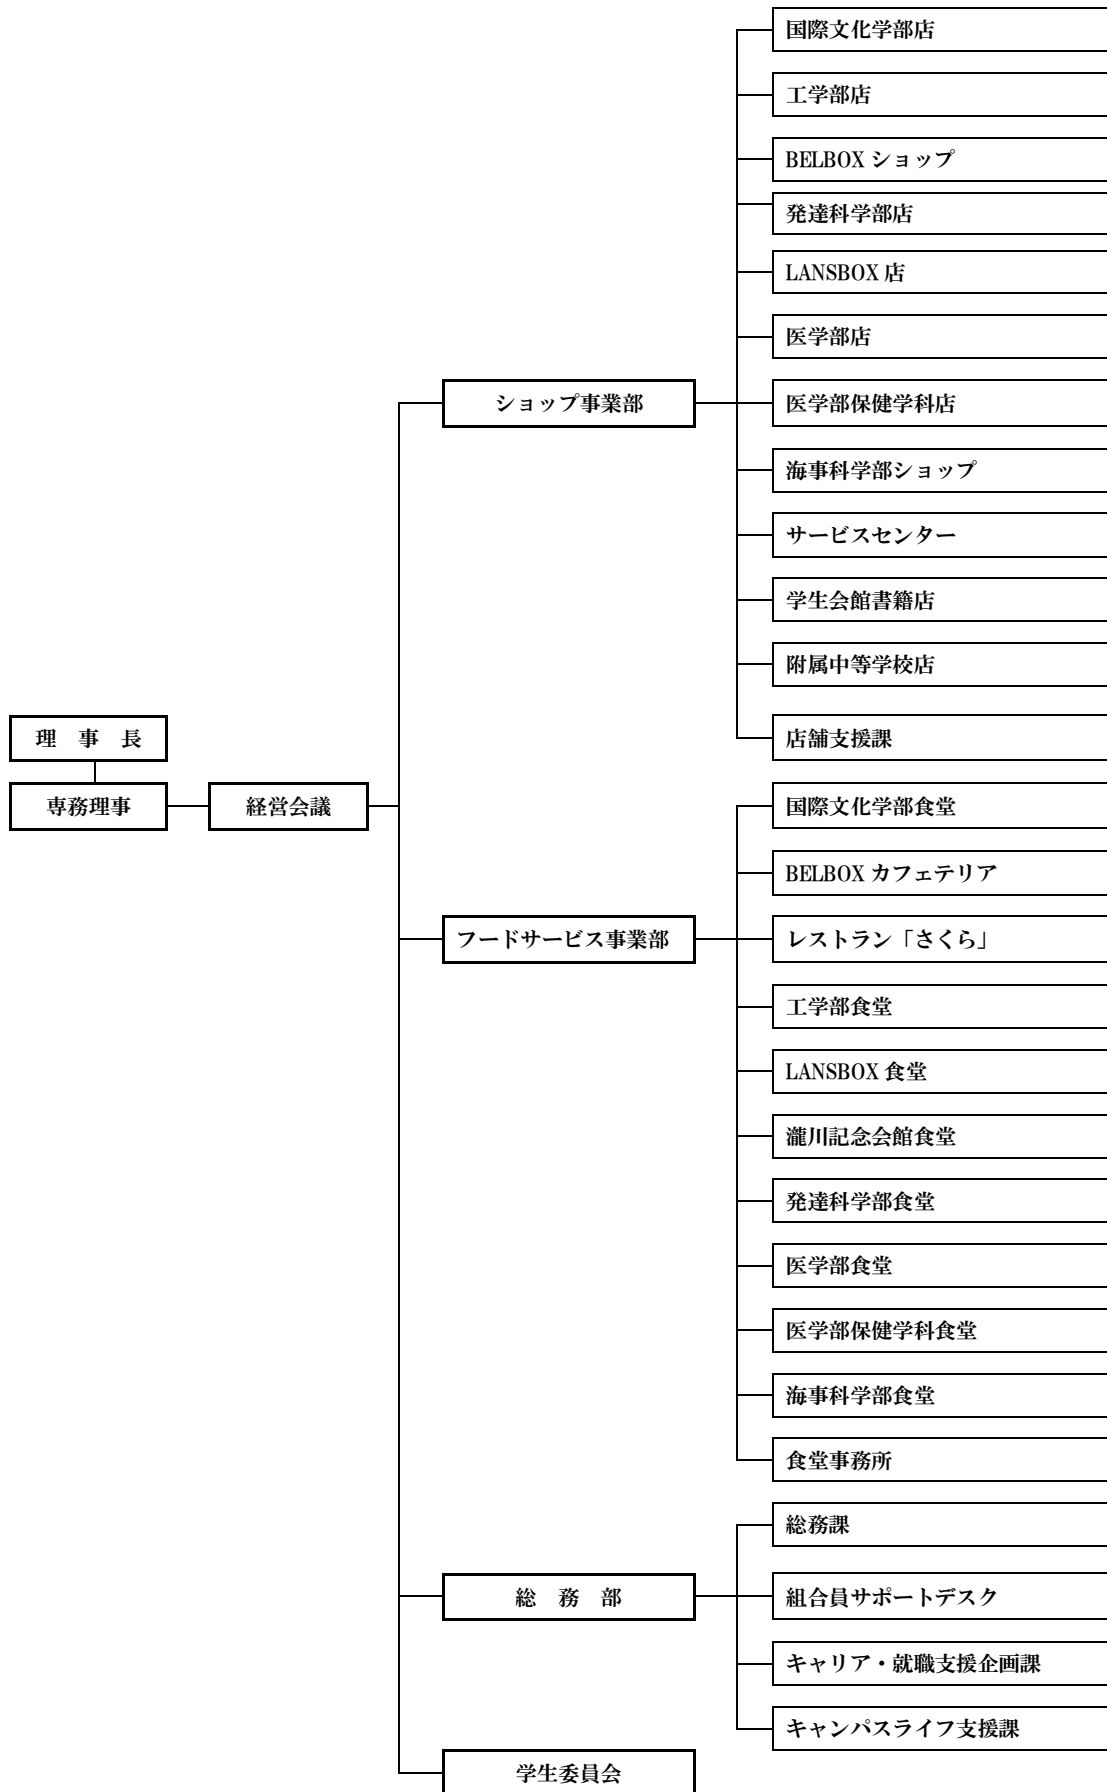 理　事　長
専務理事
経営会議
ショップ事業部
国際文化学部店
工学部店
BELBOX ショップ
発達科学部店
LANSBOX 店
医学部店
医学部保健学科店
海事科学部ショップ
サービスセンター
学生会館書籍店
附属中等学校店
店舗支援課
フードサービス事業部
国際文化学部食堂
BELBOX カフェテリア
レストラン「さくら」
工学部食堂
LANSBOX 食堂
瀧川記念会館食堂
発達科学部食堂
医学部食堂
医学部保健学科食堂
海事科学部食堂
食堂事務所
総　務　部
総務課
組合員サポートデスク
キャリア・就職支援企画課
キャンパスライフ支援課
学生委員会